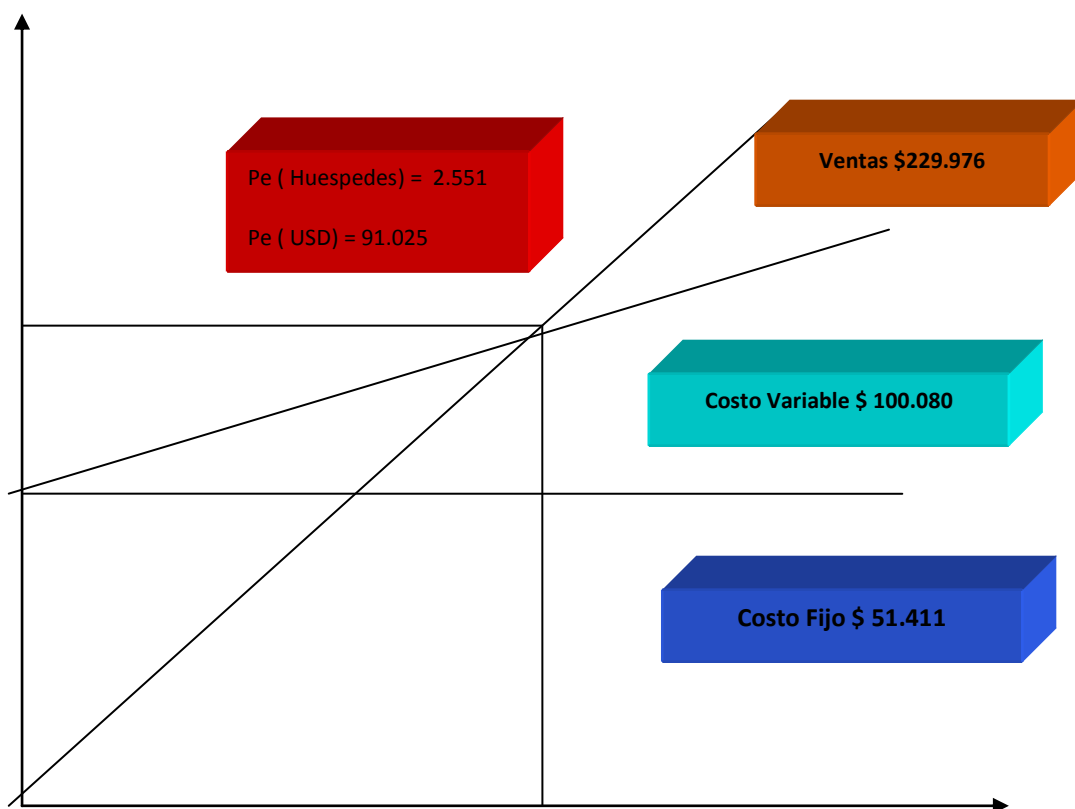 Pe ( Huespedes) = 2.551
Pe ( USD) = 91.025
Ventas $229.976
Costo Variable $ 100.080
Costo Fijo $ 51.411